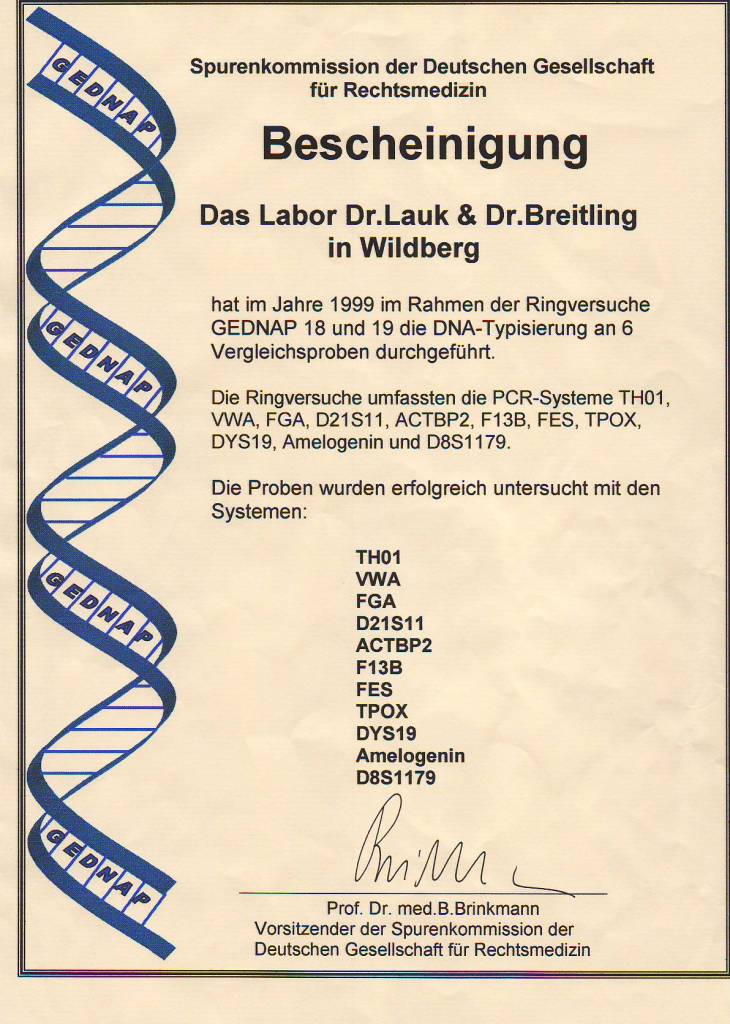 Spurenkommission der Deutschen Gesellschaft
für Rechtsmedizin
Bescheinigung
Das Labor Dr.Lauk & Dr.Breitling
in Wildberg
hat im Jahre 1999 im Rahmen der Ringversuche
GEDNAP 18 und 19 die DNA-Typisierung an 6
Vergleichsproben durchgeführt.
Die Ringversuche umfassten die PCR-Systeme TH01,
VWA, FGA, D21S11, ACTBP2, F13B, FES, TPOX,
DYS19, Amelogenin und D8S1179.
Die Proben wurden erfolgreich untersucht mit den
Systemen:
TH01
VWA
FGA
D21S11
ACTBP2
F13B
FES
TPOX
DYS19
Amelogenin
D8S1179
Prof. Dr. med.B.Brinkmann
Vorsitzender der Spurenkommission der
Deutschen Gesellschaft für Rechtsmedizin
GEDNAP
GEDNAP
GEDNAP
GEDNAP